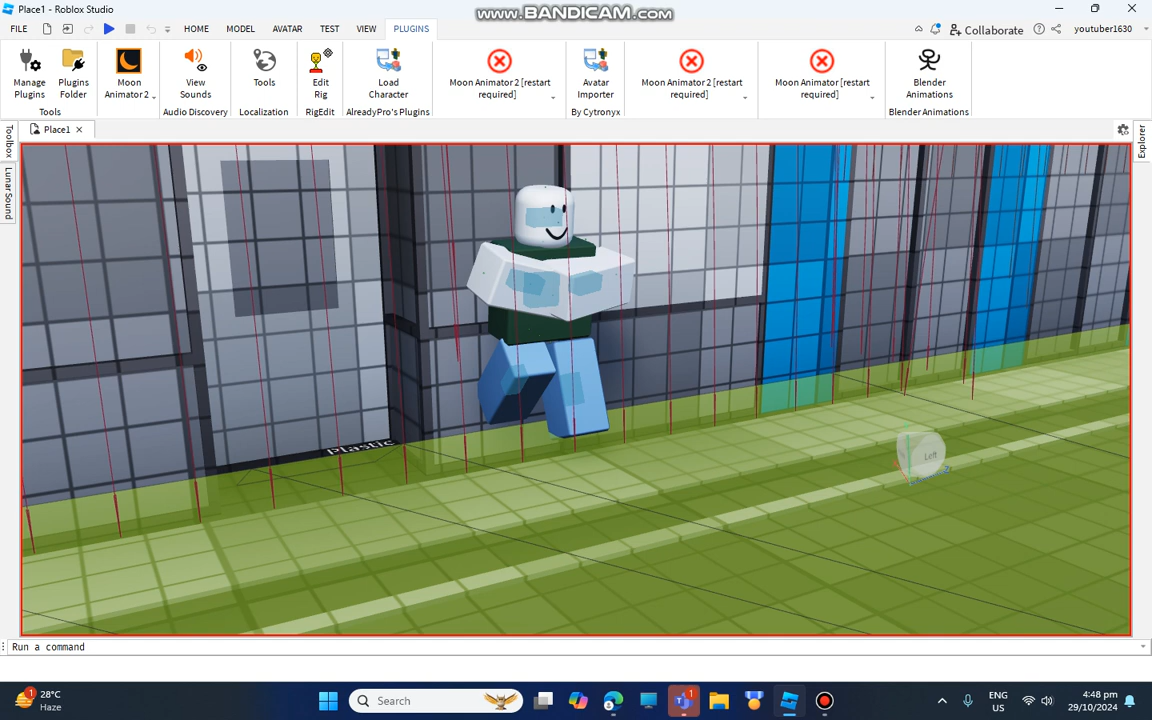 www.BANDICAM.com
Place1 - Roblox Studio
FILE
HOME
MODEL
AVATAR
TEST
VIEW
PLUGINS
Collaborate
youtuber1630
Manage
Plugins
Plugins
Folder
Tools
Moon
Animator 2
View
Sounds
Audio Discovery
Tools
Localization
Edit
Rig
RigEdit
Load
Character
AlreadyPro's Plugins
Moon Animator 2 [restart
required]
Avatar
Importer
By Cytronyx
Moon Animator 2 [restart
required]
Moon Animator 2 [restart
required]
Blender
Animations
Blender Animations
Place1
Toolbox
Lunar Sound
Explorer
Plastic
Left
Z
Run a command
1
28°C
Haze
Search
1
ENG
US
4:48 pm
29/10/2024